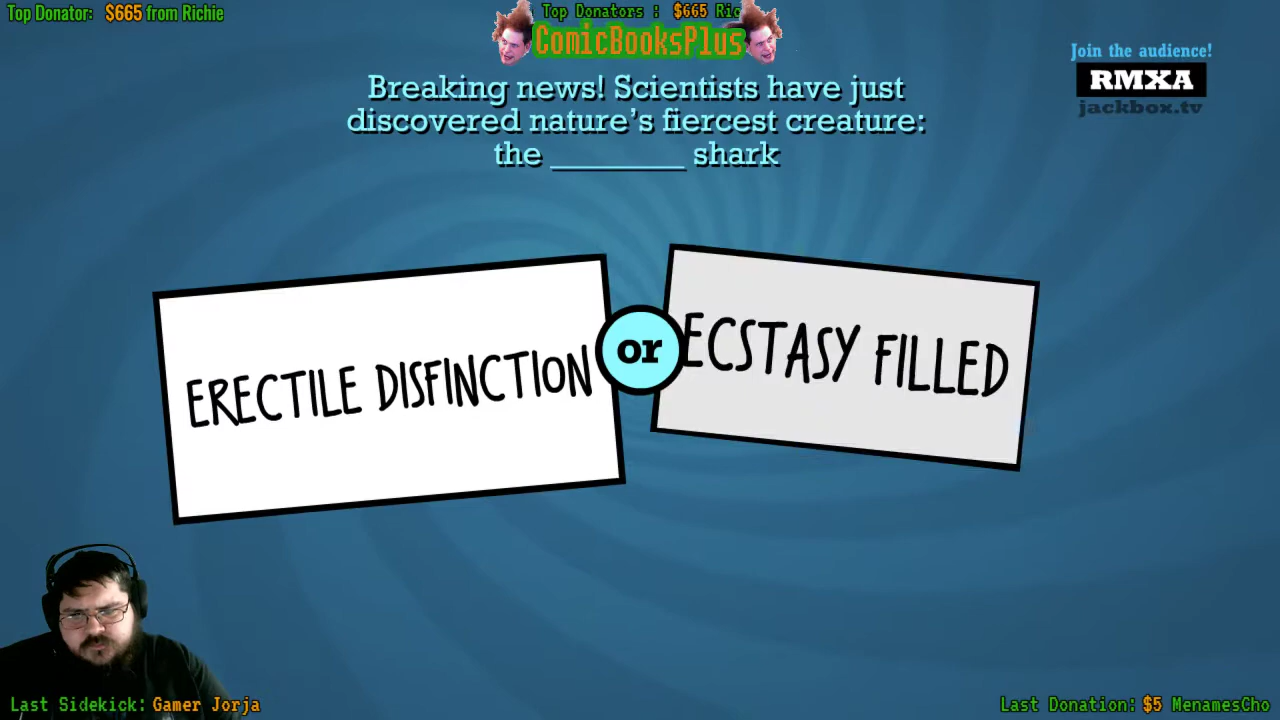 Top Donator: $665 from Richie
Top Donators : $665 Ric
ComicBooksPlus
Join the audience!
RMXA
jackbox.tv
Breaking news! Scientists have just
discovered nature's fiercest creature:
the ________ shark
ERECTILE DISFINCTION
or
ECSTASY FILLED
Last Sidekick: Gamer Jorja
Last Donation: $5 MenamesCho